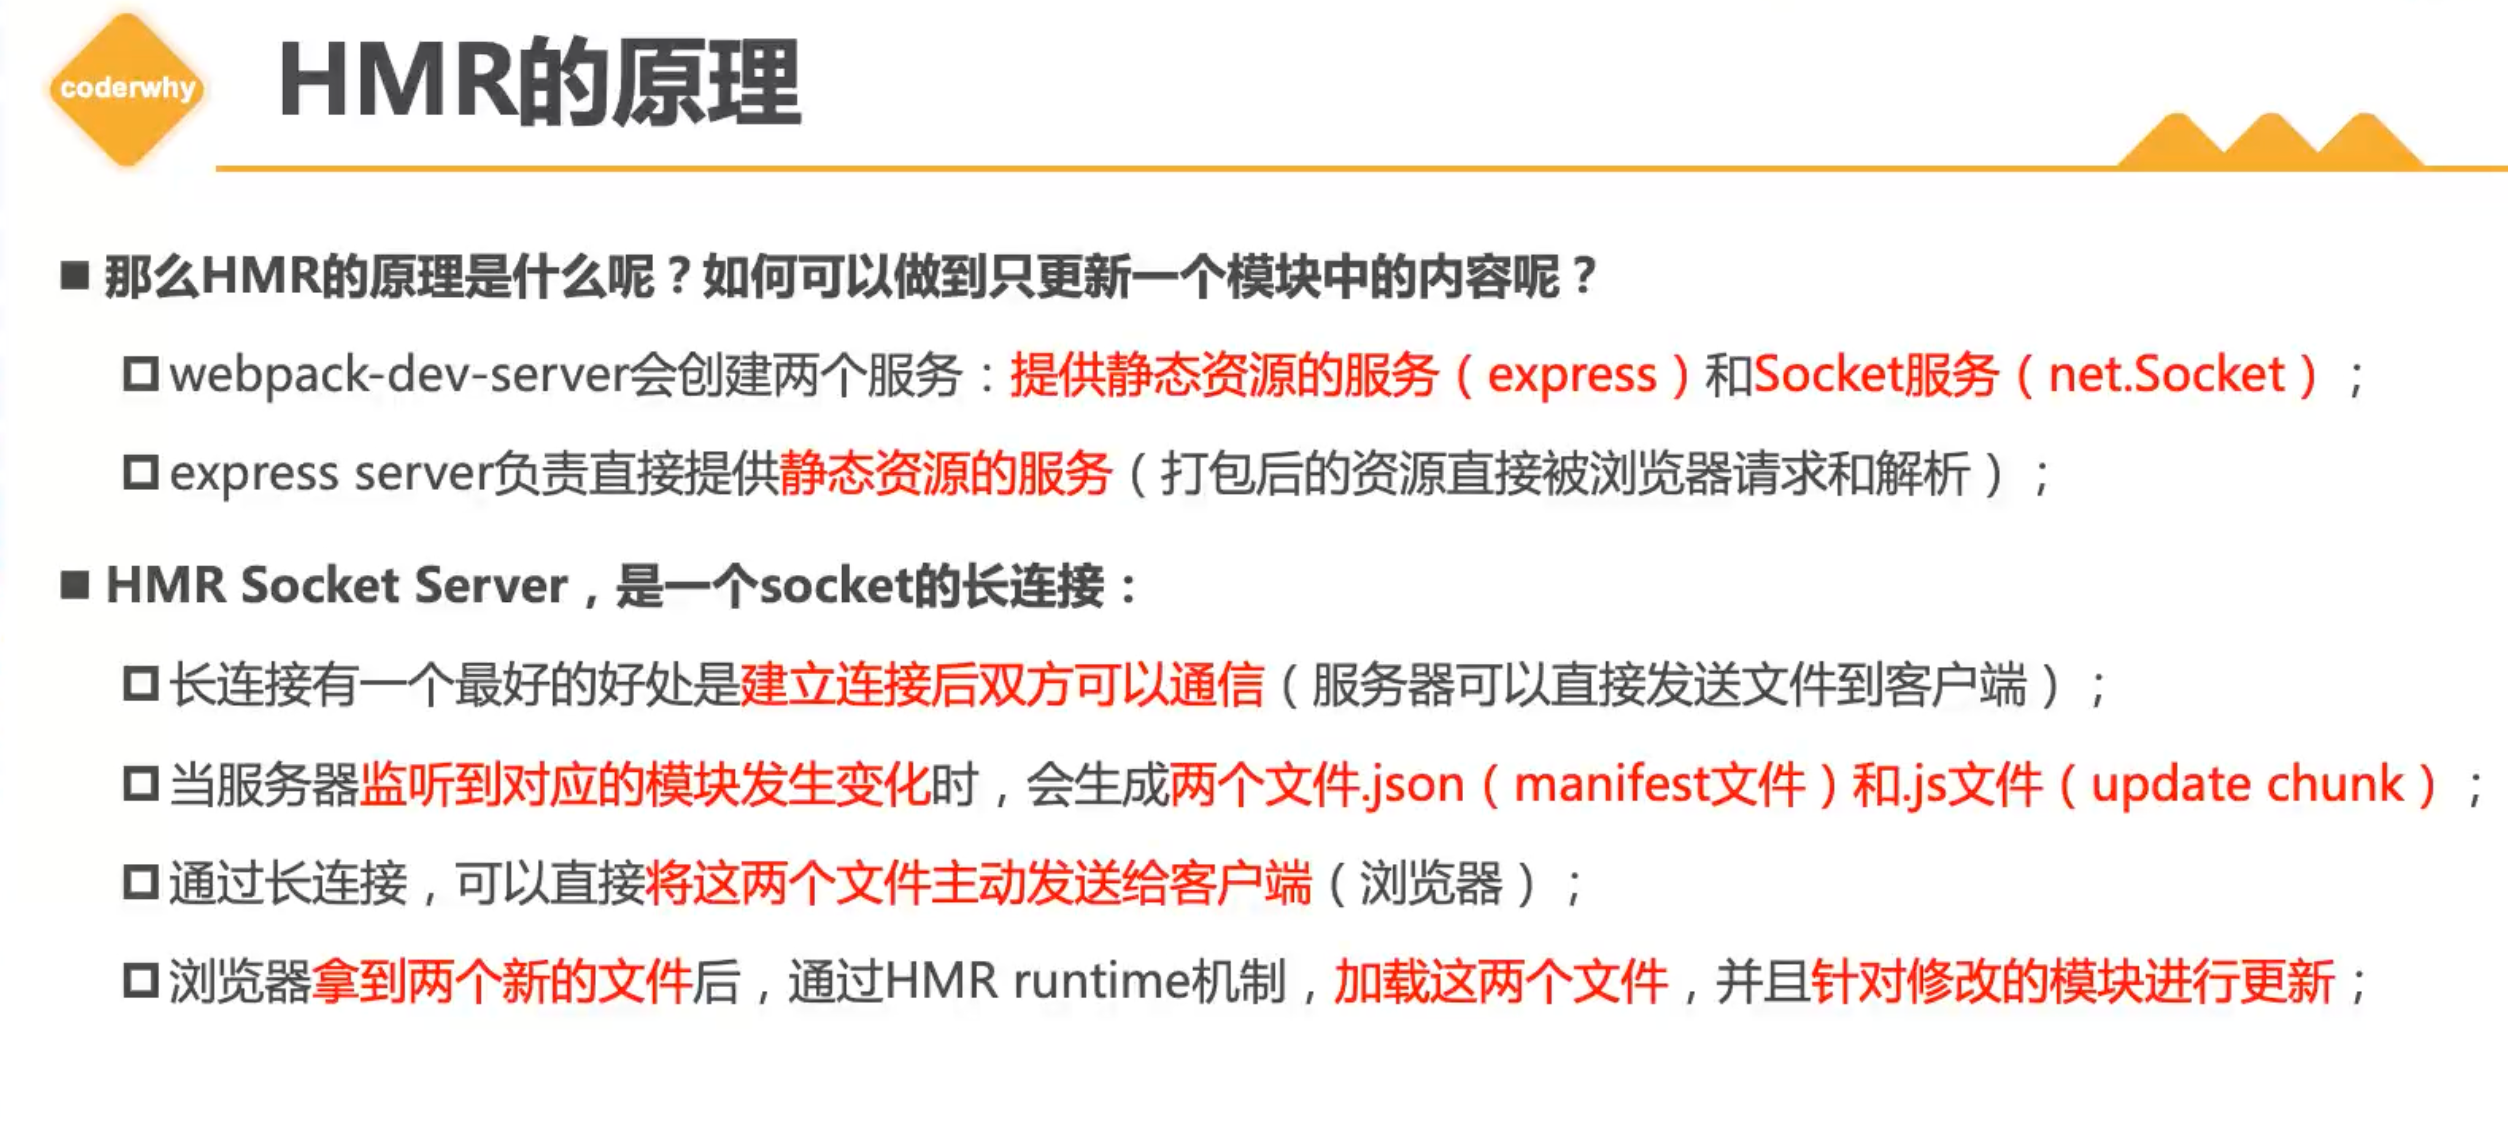 coderwhy
HMR的原理
那么HMR的原理是什么呢？如何可以做到只更新一个模块中的内容呢？
webpack-dev-server会创建两个服务：提供静态资源的服务（express）和Socket服务（net.Socket）；
express server负责直接提供静态资源的服务（打包后的资源直接被浏览器请求和解析）；
HMR Socket Server，是一个socket的长连接：
长连接有一个最好的好处是建立连接后双方可以通信（服务器可以直接发送文件到客户端）；
当服务器监听到对应的模块发生变化时，会生成两个文件.json（manifest文件）和.js文件（update chunk）；
通过长连接，可以直接将这两个文件主动发送给客户端（浏览器）；
浏览器拿到两个新的文件后，通过HMR runtime机制，加载这两个文件，并且针对修改的模块进行更新；